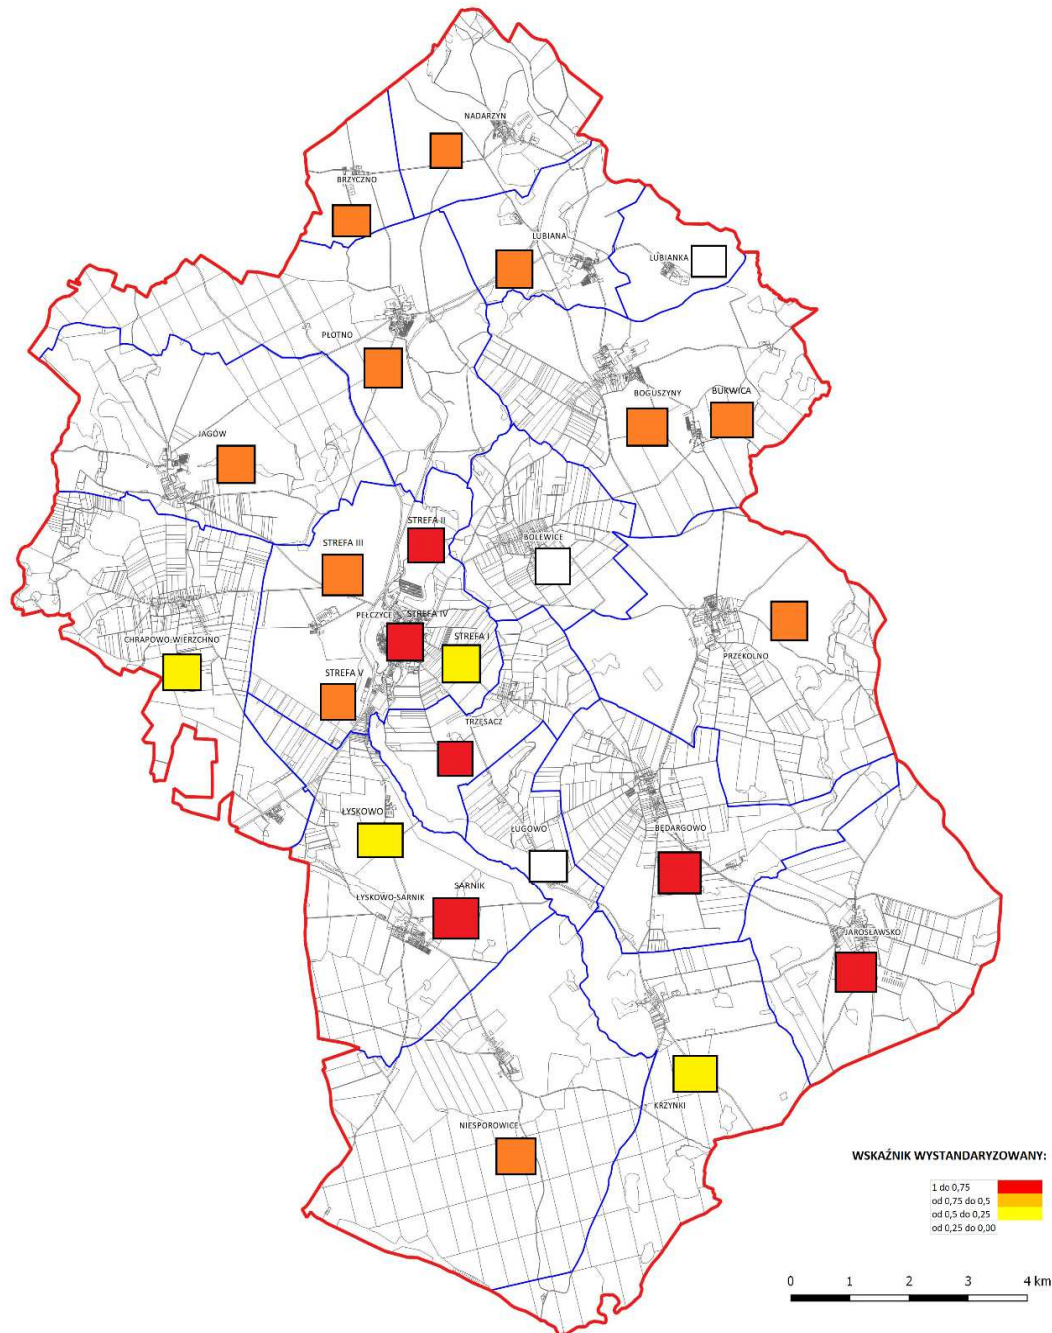 NADARZYN
BRZYCZNO
LUBIANA
LUBIANKA
PŁOTNO
BOGUSZYNY
BUKWICA
JAGÓW
STREFA II
STREFA III
BOLEWICE
PEŁCZYCE
STREFA IV
STREFA I
CHRAPOWO-WIERZCHNO
PRZEKOLNO
STREFA V
TRZĘSACZ
ŁYSKOWO
ŁUGOWO
BĘDARGOWO
SARNIK
ŁYSKOWO-SARNIK
JAROSŁAWSKO
KRZYNKI
NIESPOROWICE
WSKAŹNIK WYSTANDARYZOWANY:
1 do 0,75
od 0,75 do 0,5
od 0,5 do 0,25
od 0,25 do 0,00
0 1 2 3 4 km